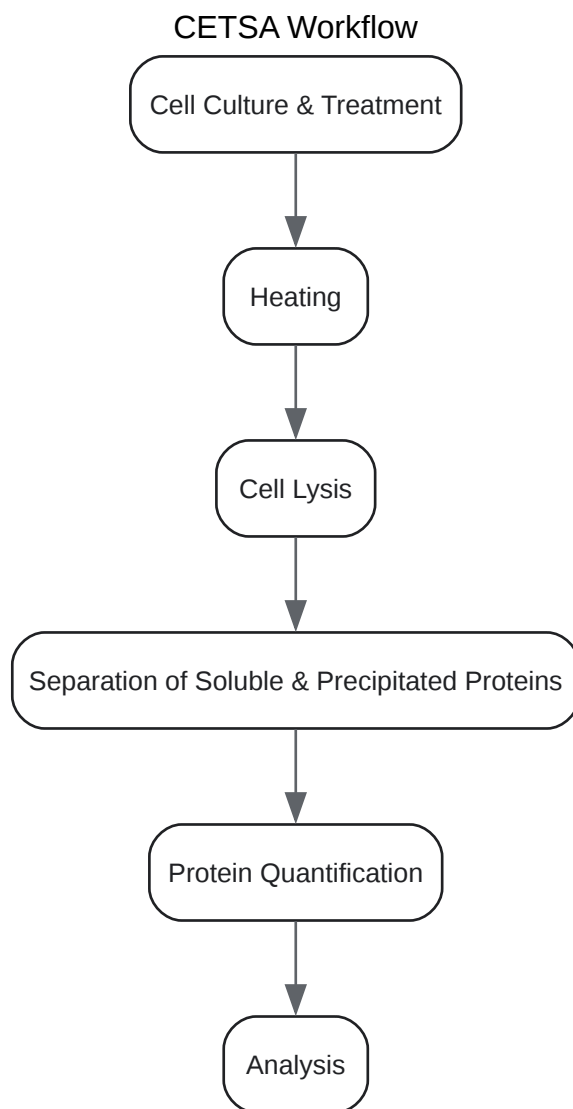 CETSA Workflow
Cell Culture & Treatment
Heating
Cell Lysis
Separation of Soluble & Precipitated Proteins
Protein Quantification
Analysis